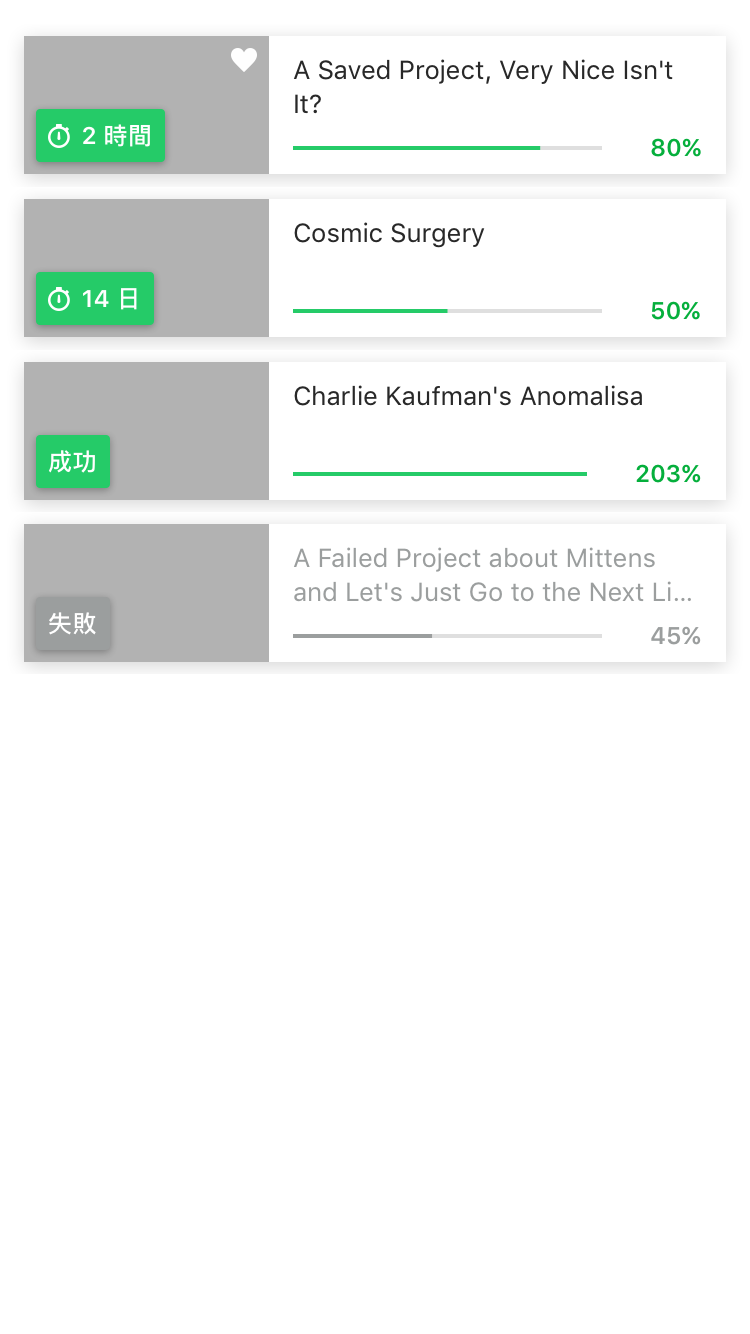 2 時間
A Saved Project, Very Nice Isn't
It?
80%
14 日
Cosmic Surgery
50%
成功
Charlie Kaufman's Anomalisa
203%
失敗
A Failed Project about Mittens
and Let's Just Go to the Next Li...
45%